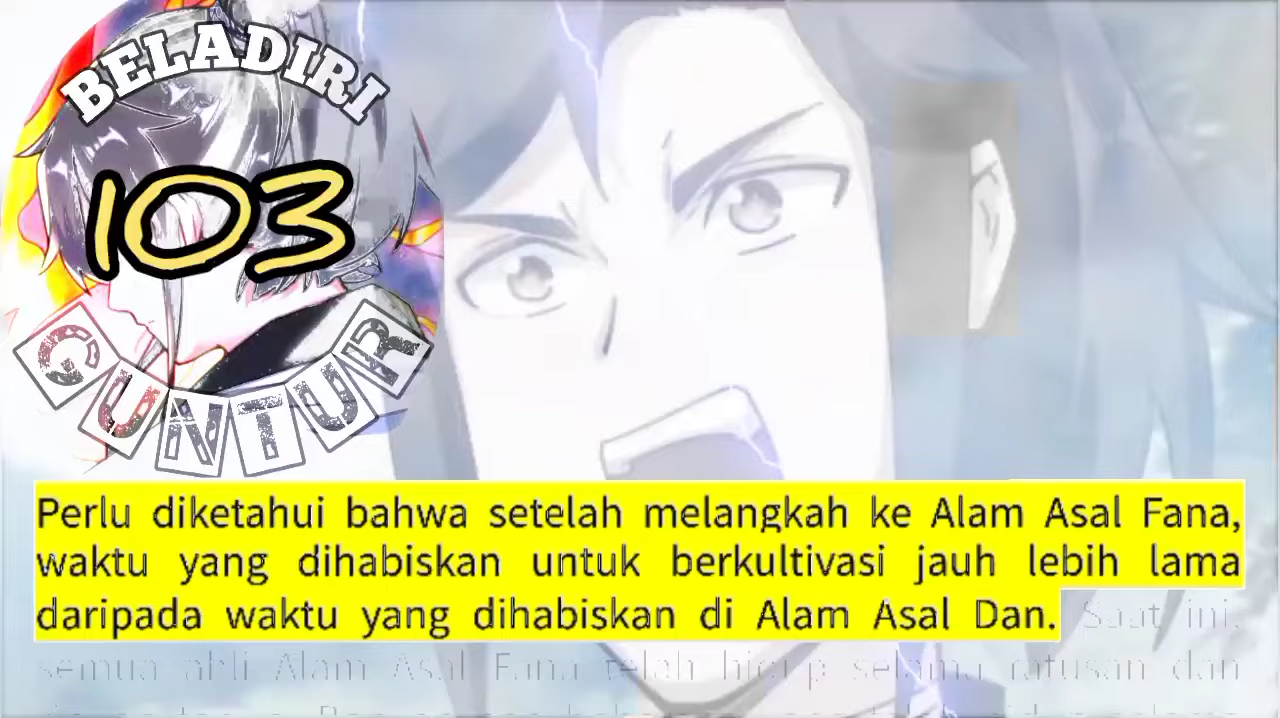 BELADIRI
103
GUNTUR
Perlu diketahui bahwa setelah melangkah ke Alam Asal Fana,
waktu yang dihabiskan untuk berkultivasi jauh lebih lama
daripada waktu yang dihabiskan di Alam Asal Dan. Saat ini,
semua ahli Alam Asal Fana telah hidup selama ratusan dan